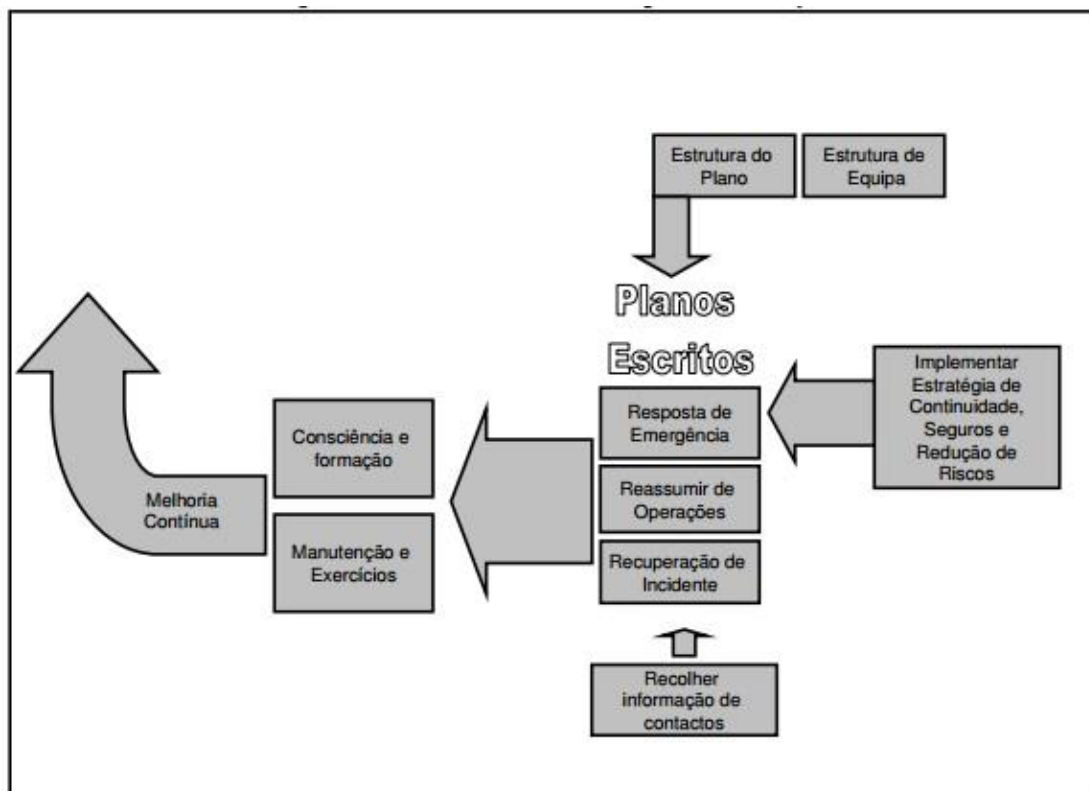 Estrutura do
Plano
Estrutura de
Equipa
Planos
Escritos
Implementar
Estratégia de
Continuidade,
Seguros e
Redução de
Riscos
Resposta de
Emergência
Reassumir de
Operações
Recuperação de
Incidente
Consciência e
formação
Manutenção e
Exercícios
Melhoria
Contínua
Recolher
informação de
contactos